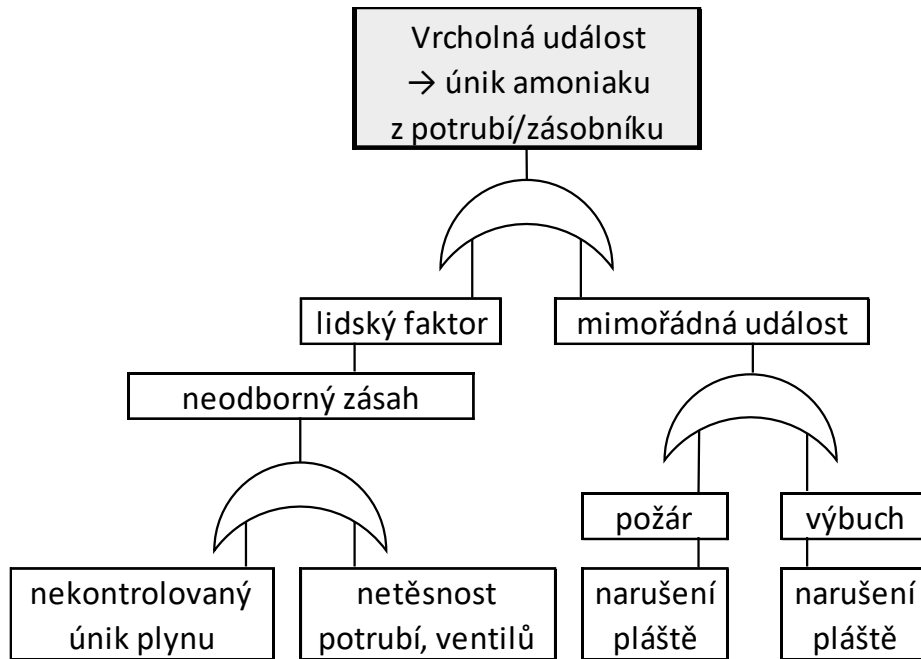 Vrcholná událost
→ únik amoniaku
z potrubí/zásobníku
lidský faktor
mimořádná událost
neodborný zásah
požár
výbuch
nekontrolovaný
únik plynu
netěsnost
potrubí, ventilů
narušení
pláště
narušení
pláště